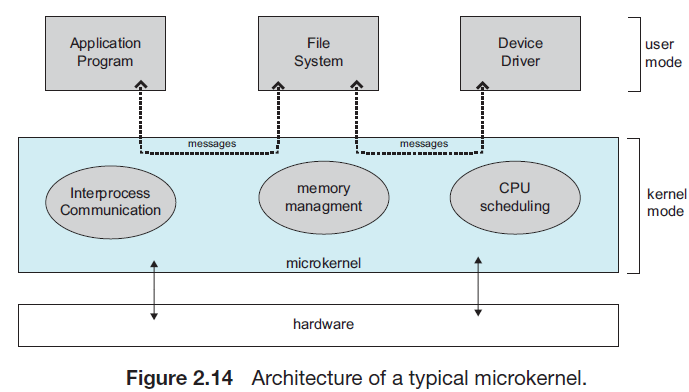 Application
Program
File
System
Device
Driver
user
mode
messages
messages
Interprocess
Communication
memory
managment
CPU
scheduling
kernel
mode
microkernel
hardware
Figure 2.14 Architecture of a typical microkernel.